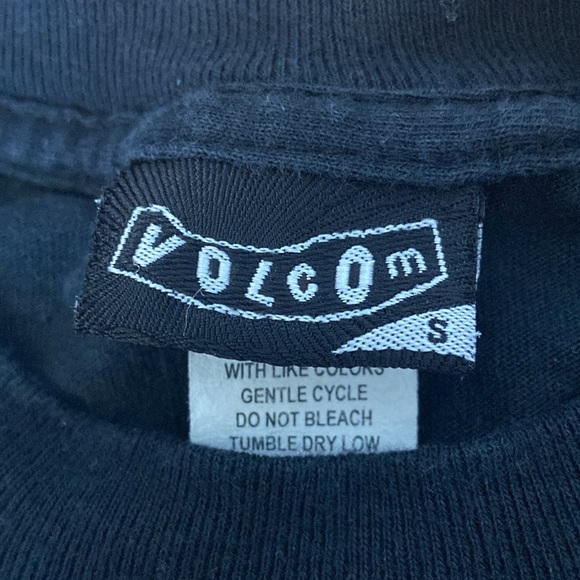 VOLCOm
S
WITH LIKE COLORS
GENTLE CYCLE
DO NOT BLEACH
TUMBLE DRY LOW